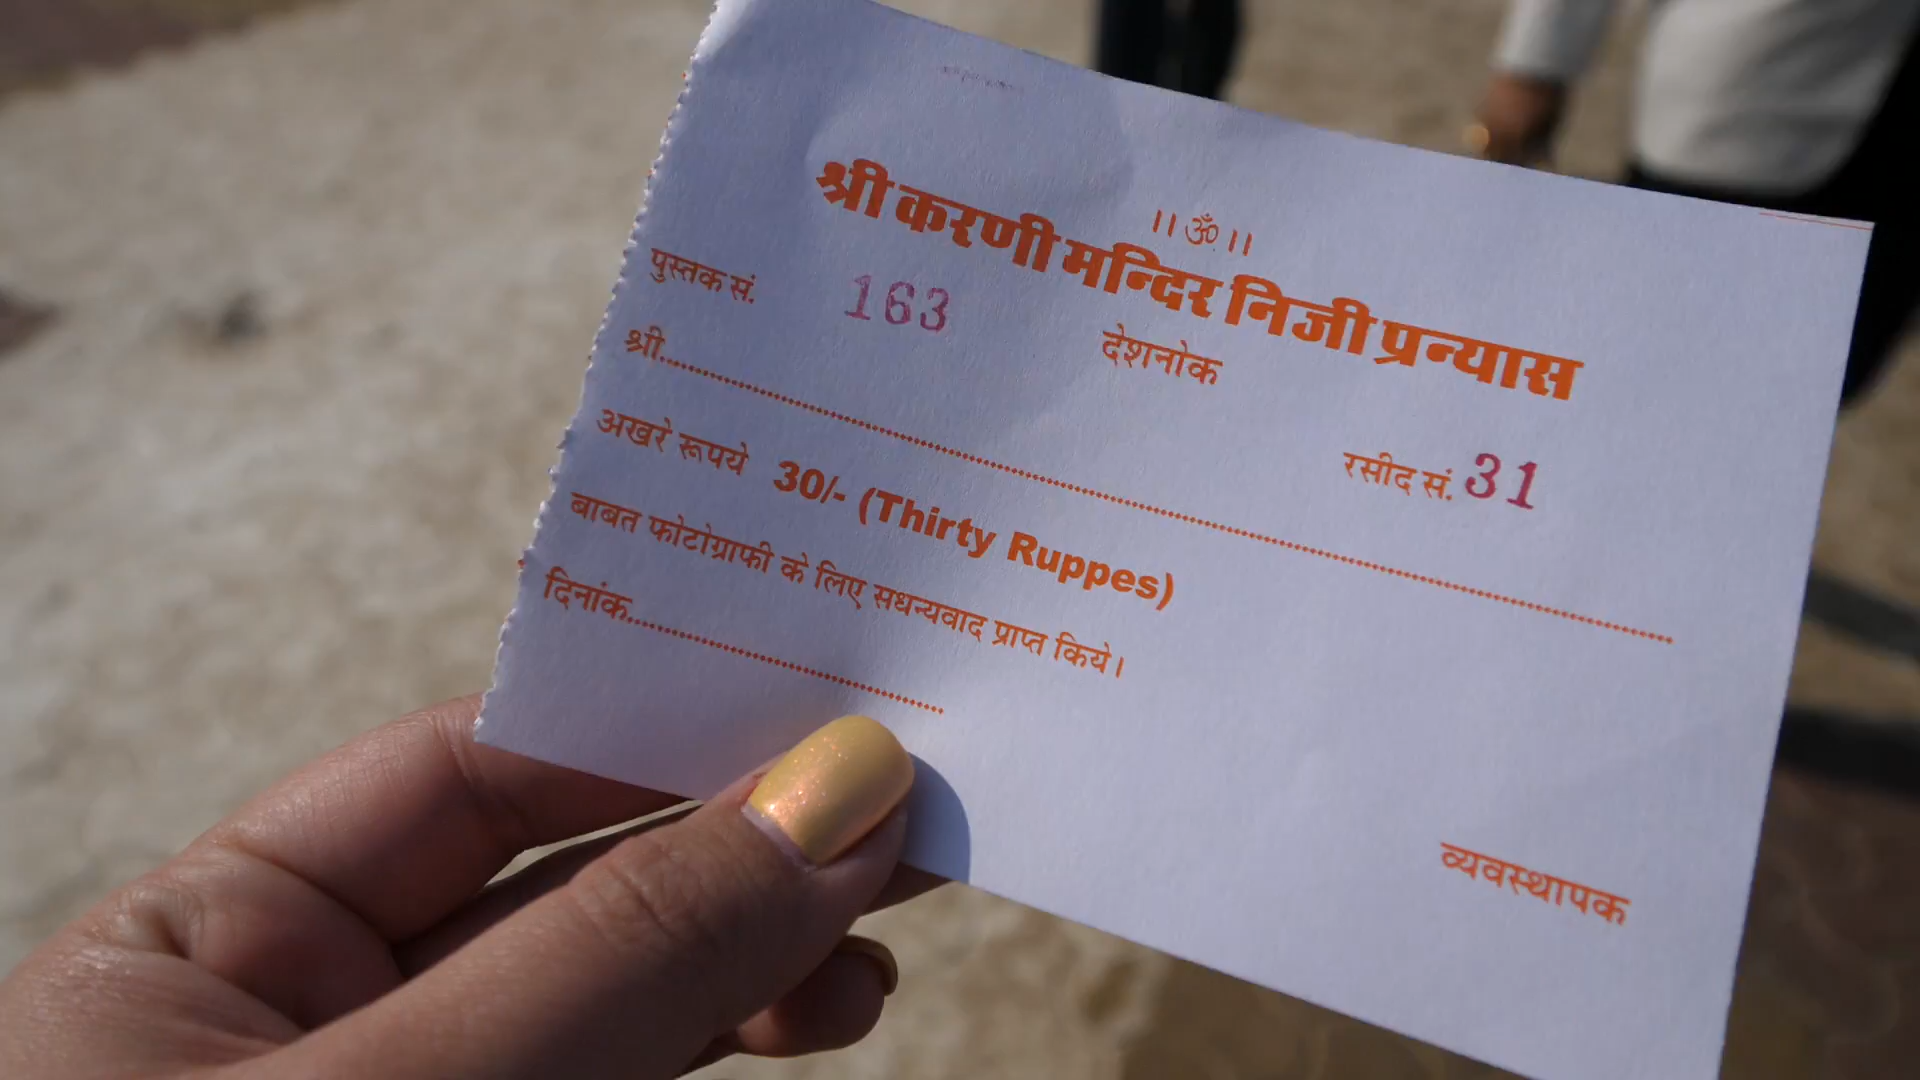 ।। ॐ ।।
श्री करणी मन्दिर निजी प्रन्यास
देशनोक
पुस्तक सं. 163
रसीद सं. 31
श्री..........
अखरे रूपये 30/- (Thirty Ruppes)
बाबत फोटोग्राफी के लिए सधन्यवाद प्राप्त किये।
दिनांक..........
व्यवस्थापक